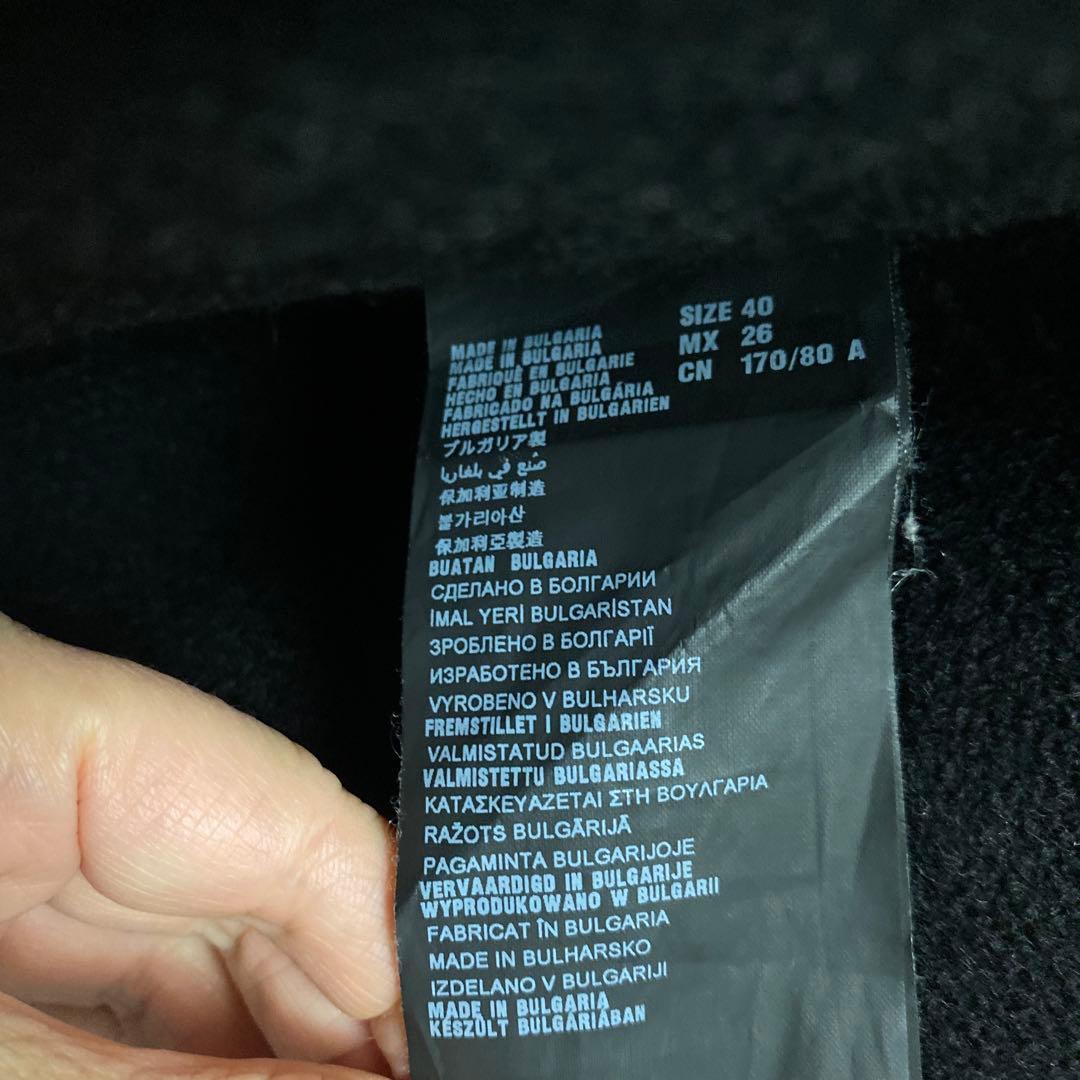 MADE IN BULGARIA
MADE IN BULGARIA
FABRIQUÉ EN BULGARIE
HECHO EN BULGARIA
FABRICADO NA BULGÁRIA
HERGESTELLT IN BULGARIEN
ブルガリア製
صُنع في بلغاريا
保加利亚制造
불가리아산
保加利亞製造
BUATAN BULGARIA
СДЕЛАНО В БОЛГАРИИ
İMAL YERİ BULGARİSTAN
ЗРОБЛЕНО В БОЛГАРІЇ
ИЗРАБОТЕНО В БЪЛГАРИЯ
VYROBENO V BULHARSKU
FREMSTILLET I BULGARIEN
VALMISTATUD BULGAARIAS
VALMISTETTU BULGARIASSA
ΚΑΤΑΣΚΕΥΑΖΕΤΑΙ ΣΤΗ ΒΟΥΛΓΑΡΙΑ
RAŽOTS BULGĀRIJĀ
PAGAMINTA BULGARIJOJE
VERVAARDIGD IN BULGARIJE
WYPRODUKOWANO W BULGARII
FABRICAT ÎN BULGARIA
MADE IN BULHARSKO
IZDELANO V BULGARIJI
MADE IN BULGARIA
KÉSZÜLT BULGÁRIÁBAN
SIZE 40
MX 26
CN 170/80 A